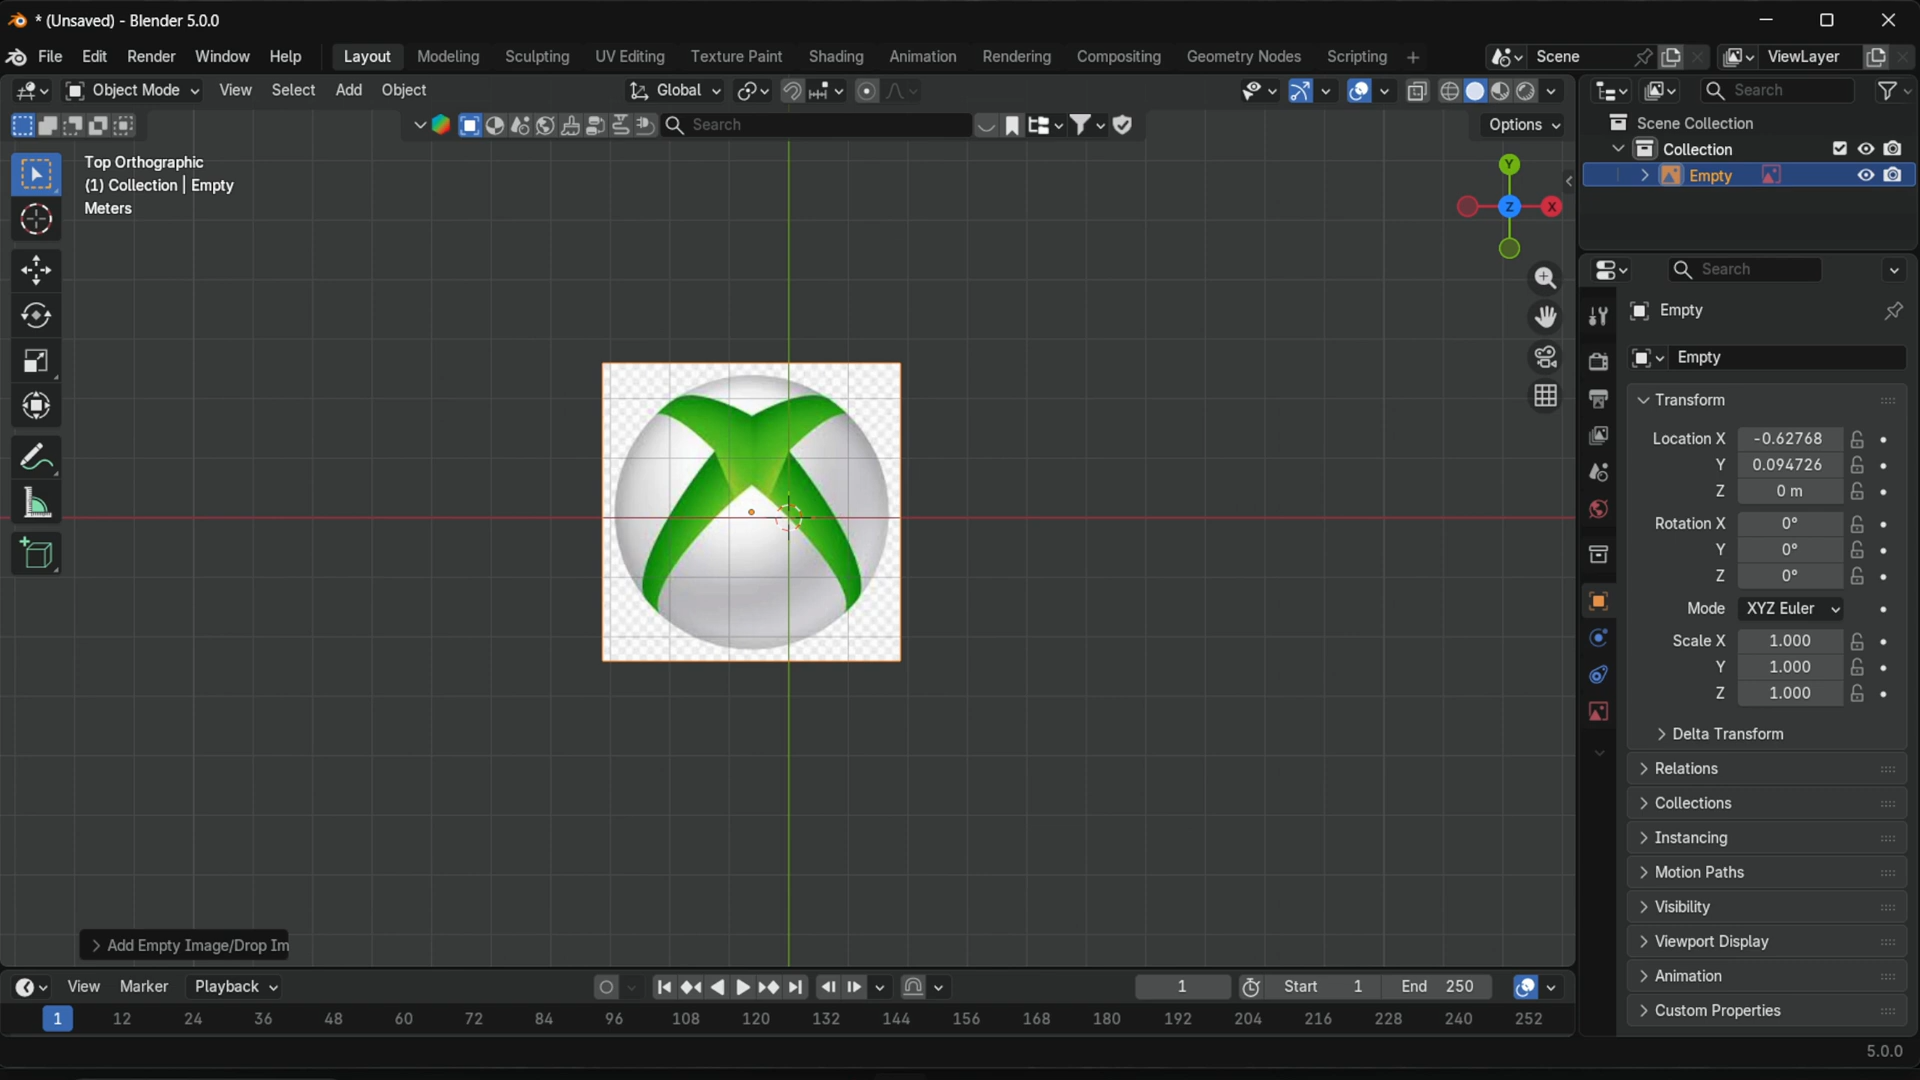 * (Unsaved) - Blender 5.0.0
File Edit Render Window Help Layout Modeling Sculpting UV Editing Texture Paint Shading Animation Rendering Compositing Geometry Nodes Scripting + Scene ViewLayer
Object Mode View Select Add Object Global Search
Search Options
Scene Collection
Collection
Empty
Top Orthographic
(1) Collection | Empty
Meters
Y
Z X
Search
Empty
Empty
Transform
Location X -0.62768
Y 0.094726
Z 0 m
Rotation X 0°
Y 0°
Z 0°
Mode XYZ Euler
Scale X 1.000
Y 1.000
Z 1.000
Delta Transform
Relations
Collections
Instancing
Motion Paths
Visibility
Viewport Display
Animation
Custom Properties
Add Empty Image/Drop Im
View Marker Playback 1 Start 1 End 250
1 12 24 36 48 60 72 84 96 108 120 132 144 156 168 180 192 204 216 228 240 252
5.0.0